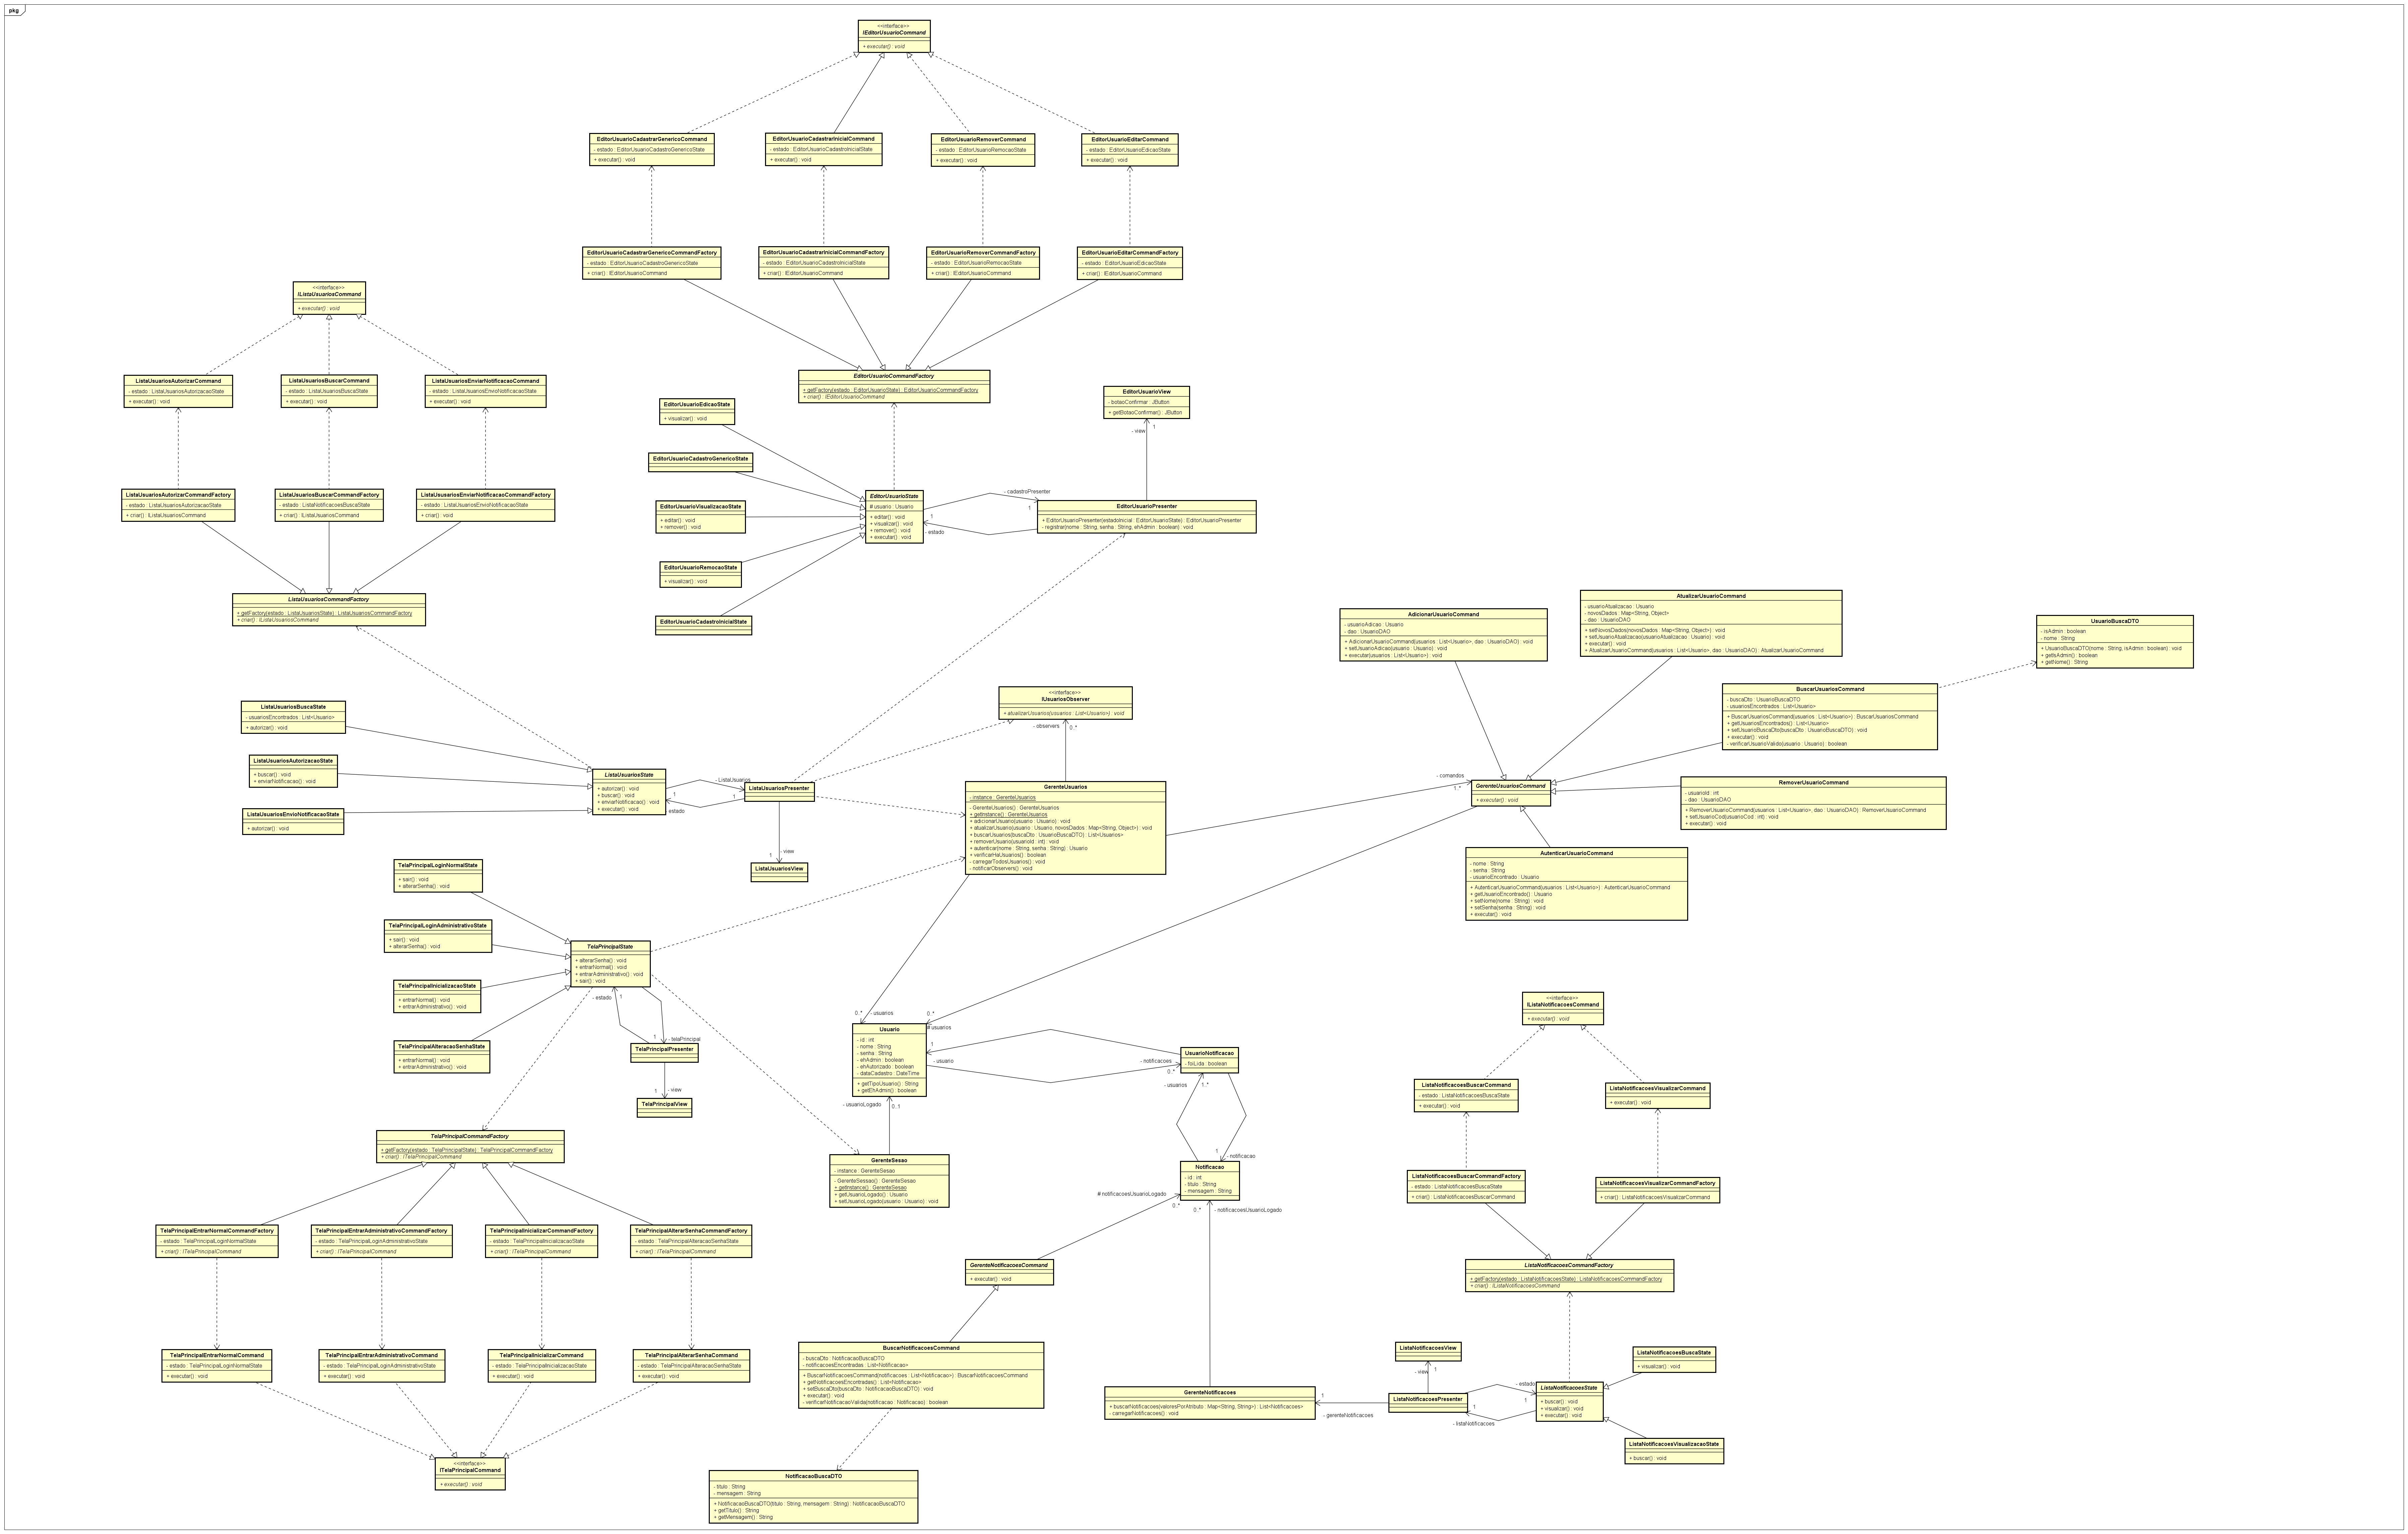 pkg
<<interface>>
IEditorUsuarioCommand
+ executar() : void
EditorUsuarioCadastrarGenericoCommand
- estado : EditorUsuarioCadastroGenericoState
+ executar() : void
EditorUsuarioCadastrarInicialCommand
- estado : EditorUsuarioCadastroInicialState
+ executar() : void
EditorUsuarioRemoverCommand
- estado : EditorUsuarioRemocaoState
+ executar() : void
EditorUsuarioEditarCommand
- estado : EditorUsuarioEdicaoState
+ executar() : void
EditorUsuarioCadastrarGenericoCommandFactory
- estado : EditorUsuarioCadastroGenericoState
+ criar() : IEditorUsuarioCommand
EditorUsuarioCadastrarInicialCommandFactory
- estado : EditorUsuarioCadastroInicialState
+ criar() : IEditorUsuarioCommand
EditorUsuarioRemoverCommandFactory
- estado : EditorUsuarioRemocaoState
+ criar() : IEditorUsuarioCommand
EditorUsuarioEditarCommandFactory
- estado : EditorUsuarioEdicaoState
+ criar() : IEditorUsuarioCommand
<<interface>>
IListaUsuariosCommand
+ executar() : void
ListaUsuariosAutorizarCommand
- estado : ListaUsuariosAutorizacaoState
+ executar() : void
ListaUsuariosBuscarCommand
- estado : ListaUsuariosBuscaState
+ executar() : void
ListaUsuariosEnviarNotificacaoCommand
- estado : ListaUsuariosEnvioNotificacaoState
+ executar() : void
ListaUsuariosAutorizarCommandFactory
- estado : ListaUsuariosAutorizacaoState
+ criar() : IListaUsuariosCommand
ListaUsuariosBuscarCommandFactory
- estado : ListaNotificacoesBuscaState
+ criar() : IListaUsuariosCommand
ListaUsusariosEnviarNotificacaoCommandFactory
- estado : ListaUsuariosEnvioNotificacaoState
+ criar() : void
ListaUsuariosCommandFactory
+ getFactory(estado : ListaUsuariosState) : ListaUsuariosCommandFactory
+ criar() : IListaUsuariosCommand
EditorUsuarioCommandFactory
+ getFactory(estado : EditorUsuarioState) : EditorUsuarioCommandFactory
+ criar() : IEditorUsuarioCommand
EditorUsuarioView
- botaoConfirmar : JButton
+ getBotaoConfirmar() : JButton
- view
1
EditorUsuarioEdicaoState
+ visualizar() : void
EditorUsuarioCadastroGenericoState
EditorUsuarioVisualizacaoState
+ editar() : void
+ remover() : void
EditorUsuarioRemocaoState
+ visualizar() : void
EditorUsuarioCadastroInicialState
EditorUsuarioState
# usuario : Usuario
+ editar() : void
+ visualizar() : void
+ remover() : void
+ executar() : void
- cadastroPresenter
1
1
- estado
EditorUsuarioPresenter
+ EditorUsuarioPresenter(estadoInicial : EditorUsuarioState) : EditorUsuarioPresenter
- registrar(nome : String, senha : String, ehAdmin : boolean) : void
AdicionarUsuarioCommand
- usuarioAdicao : Usuario
- dao : UsuarioDAO
+ AdicionarUsuarioCommand(usuarios : List<Usuario>, dao : UsuarioDAO) : void
+ setUsuarioAdicao(usuario : Usuario) : void
+ executar(usuarios : List<Usuario>) : void
AtualizarUsuarioCommand
- usuarioAtualizacao : Usuario
- novosDados : Map<String, Object>
- dao : UsuarioDAO
+ setNovosDados(novosDados : Map<String, Object>) : void
+ setUsuarioAtualizacao(usuarioAtualizacao : Usuario) : void
+ executar() : void
+ AtualizarUsuarioCommand(usuarios : List<Usuario>, dao : UsuarioDAO) : AtualizarUsuarioCommand
UsuarioBuscaDTO
- isAdmin : boolean
- nome : String
+ UsuarioBuscaDTO(nome : String, isAdmin : boolean) : void
+ getIsAdmin() : boolean
+ getNome() : String
BuscarUsuariosCommand
- buscaDto : UsuarioBuscaDTO
- usuariosEncontrados : List<Usuario>
+ BuscarUsuariosCommand(usuarios : List<Usuario>) : BuscarUsuariosCommand
+ getUsuariosEncontrados() : List<Usuario>
+ setUsuarioBuscaDto(buscaDto : UsuarioBuscaDTO) : void
+ executar() : void
- verificarUsuarioValido(usuario : Usuario) : boolean
RemoverUsuarioCommand
- usuarioId : int
- dao : UsuarioDAO
+ RemoverUsuarioCommand(usuarios : List<Usuario>, dao : UsuarioDAO) : RemoverUsuarioCommand
+ setUsuarioCod(usuarioCod : int) : void
+ executar() : void
AutenticarUsuarioCommand
- nome : String
- senha : String
- usuarioEncontrado : Usuario
+ AutenticarUsuarioCommand(usuarios : List<Usuario>) : AutenticarUsuarioCommand
+ getUsuarioEncontrado() : Usuario
+ setNome(nome : String) : void
+ setSenha(senha : String) : void
+ executar() : void
- comandos
1..*
GerenteUsuariosCommand
+ executar() : void
<<interface>>
IUsuariosObserver
+ atualizarUsuarios(usuarios : List<Usuario>) : void
- observers
0..*
GerenteUsuarios
- instance : GerenteUsuarios
- GerenteUsuarios() : GerenteUsuarios
+ getInstance() : GerenteUsuarios
+ adicionarUsuario(usuario : Usuario) : void
+ atualizarUsuario(usuario : Usuario, novosDados : Map<String, Object>) : void
+ buscarUsuarios(buscaDto : UsuarioBuscaDTO) : List<Usuarios>
+ removerUsuario(usuarioId : int) : void
+ autenticar(nome : String, senha : String) : Usuario
+ verificarHaUsuarios() : boolean
- carregarTodosUsuarios() : void
- notificarObservers() : void
ListaUsuariosBuscaState
- usuariosEncontrados : List<Usuario>
+ autorizar() : void
ListaUsuariosAutorizacaoState
+ buscar() : void
+ enviarNotificacao() : void
ListaUsuariosEnvioNotificacaoState
+ autorizar() : void
ListaUsuariosState
+ autorizar() : void
+ buscar() : void
+ enviarNotificacao() : void
+ executar() : void
- ListaUsuarios
1
1
- estado
ListaUsuariosPresenter
- view
1
ListaUsuariosView
TelaPrincipalLoginNormalState
+ sair() : void
+ alterarSenha() : void
TelaPrincipalLoginAdministrativoState
+ sair() : void
+ alterarSenha() : void
TelaPrincipalInicializacaoState
+ entrarNormal() : void
+ entrarAdministrativo() : void
TelaPrincipalAlteracaoSenhaState
+ entrarNormal() : void
+ entrarAdministrativo() : void
TelaPrincipalState
+ alterarSenha() : void
+ entrarNormal() : void
+ entrarAdministrativo() : void
+ sair() : void
- estado
1
1
- telaPrincipal
TelaPrincipalPresenter
1
- view
TelaPrincipalView
0..*
- usuarios
0..*
# usuarios
Usuario
- id : int
- nome : String
- senha : String
- ehAdmin : boolean
- ehAutorizado : boolean
- dataCadastro : DateTime
+ getTipoUsuario() : String
+ getEhAdmin() : boolean
1
- usuario
- notificacoes
0..*
UsuarioNotificacao
- foiLida : boolean
- usuarios
1..*
1
- notificacao
- usuarioLogado
0..1
GerenteSesao
- instance : GerenteSesao
- GerenteSessao() : GerenteSesao
+ getInstance() : GerenteSesao
+ getUsuarioLogado() : Usuario
+ setUsuarioLogado(usuario : Usuario) : void
Notificacao
- id : int
- titulo : String
- mensagem : String
# notificacoesUsuarioLogado
0..*
0..*
- notificacoesUsuarioLogado
<<interface>>
IListaNotificacoesCommand
+ executar() : void
ListaNotificacoesBuscarCommand
- estado : ListaNotificacoesBuscaState
+ executar() : void
ListaNotificacoesVisualizarCommand
+ executar() : void
ListaNotificacoesBuscarCommandFactory
- estado : ListaNotificacoesBuscaState
+ criar() : ListaNotificacoesBuscarCommand
ListaNotificacoesVisualizarCommandFactory
+ criar() : ListaNotificacoesVisualizarCommand
ListaNotificacoesCommandFactory
+ getFactory(estado : ListaNotificacoesState) : ListaNotificacoesCommandFactory
+ criar() : IListaNotificacoesCommand
TelaPrincipalCommandFactory
+ getFactory(estado : TelaPrincipalState) : TelaPrincipalCommandFactory
+ criar() : ITelaPrincipalCommand
TelaPrincipalEntrarNormalCommandFactory
- estado : TelaPrincipalLoginNormalState
+ criar() : ITelaPrincipalCommand
TelaPrincipalEntrarAdministrativoCommandFactory
- estado : TelaPrincipalLoginAdministrativoState
+ criar() : ITelaPrincipalCommand
TelaPrincipalInicializarCommandFactory
- estado : TelaPrincipalInicializacaoState
+ criar() : ITelaPrincipalCommand
TelaPrincipalAlterarSenhaCommandFactory
- estado : TelaPrincipalAlteracaoSenhaState
+ criar() : ITelaPrincipalCommand
TelaPrincipalEntrarNormalCommand
- estado : TelaPrincipalLoginNormalState
+ executar() : void
TelaPrincipalEntrarAdministrativoCommand
- estado : TelaPrincipalLoginAdministrativoState
+ executar() : void
TelaPrincipalInicializarCommand
- estado : TelaPrincipalInicializacaoState
+ executar() : void
TelaPrincipalAlterarSenhaCommand
- estado : TelaPrincipalAlteracaoSenhaState
+ executar() : void
<<interface>>
ITelaPrincipalCommand
+ executar() : void
GerenteNotificacoesCommand
+ executar() : void
BuscarNotificacoesCommand
- buscaDto : NotificacaoBuscaDTO
- notificacoesEncontradas : List<Notificacao>
+ BuscarNotificacoesCommand(notificacoes : List<Notificacao>) : BuscarNotificacoesCommand
+ getNotificacoesEncontradas() : List<Notificacao>
+ setBuscaDto(buscaDto : NotificacaoBuscaDTO) : void
+ executar() : void
- verificarNotificacaoValida(notificacao : Notificacao) : boolean
NotificacaoBuscaDTO
- titulo : String
- mensagem : String
+ NotificacaoBuscaDTO(titulo : String, mensagem : String) : NotificacaoBuscaDTO
+ getTitulo() : String
+ getMensagem() : String
GerenteNotificacoes
+ buscarNotificacoes(valoresPorAtributo : Map<String, String>) : List<Notificacoes>
- carregarNotificacoes() : void
1
- gerenteNotificacoes
ListaNotificacoesView
- view
1
ListaNotificacoesPresenter
- estado
1
1
- listaNotificacoes
ListaNotificacoesState
+ buscar() : void
+ visualizar() : void
+ executar() : void
ListaNotificacoesBuscaState
+ visualizar() : void
ListaNotificacoesVisualizacaoState
+ buscar() : void